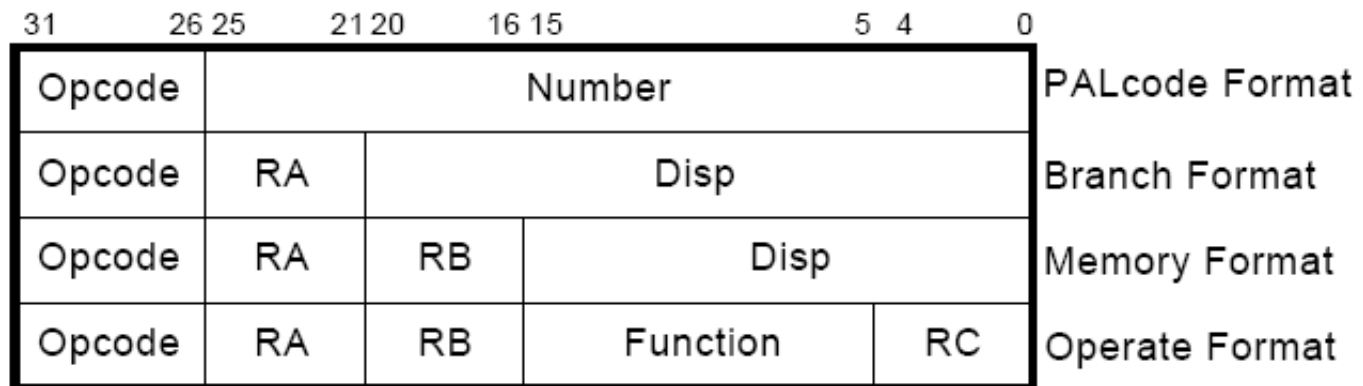 31 26 25 21 20 16 15 5 4 0
Opcode Number PALcode Format
Opcode RA Disp Branch Format
Opcode RA RB Disp Memory Format
Opcode RA RB Function RC Operate Format